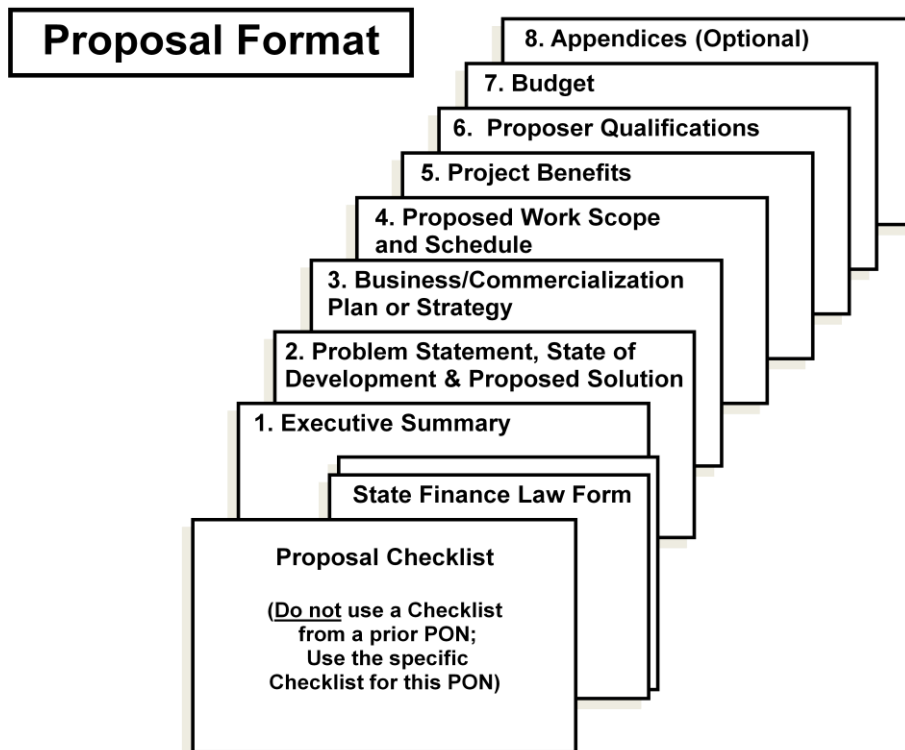 Proposal Format
8. Appendices (Optional)
7. Budget
6. Proposer Qualifications
5. Project Benefits
4. Proposed Work Scope
and Schedule
3. Business/Commercialization
Plan or Strategy
2. Problem Statement, State of
Development & Proposed Solution
1. Executive Summary
State Finance Law Form
Proposal Checklist
(Do not use a Checklist
from a prior PON;
Use the specific
Checklist for this PON)